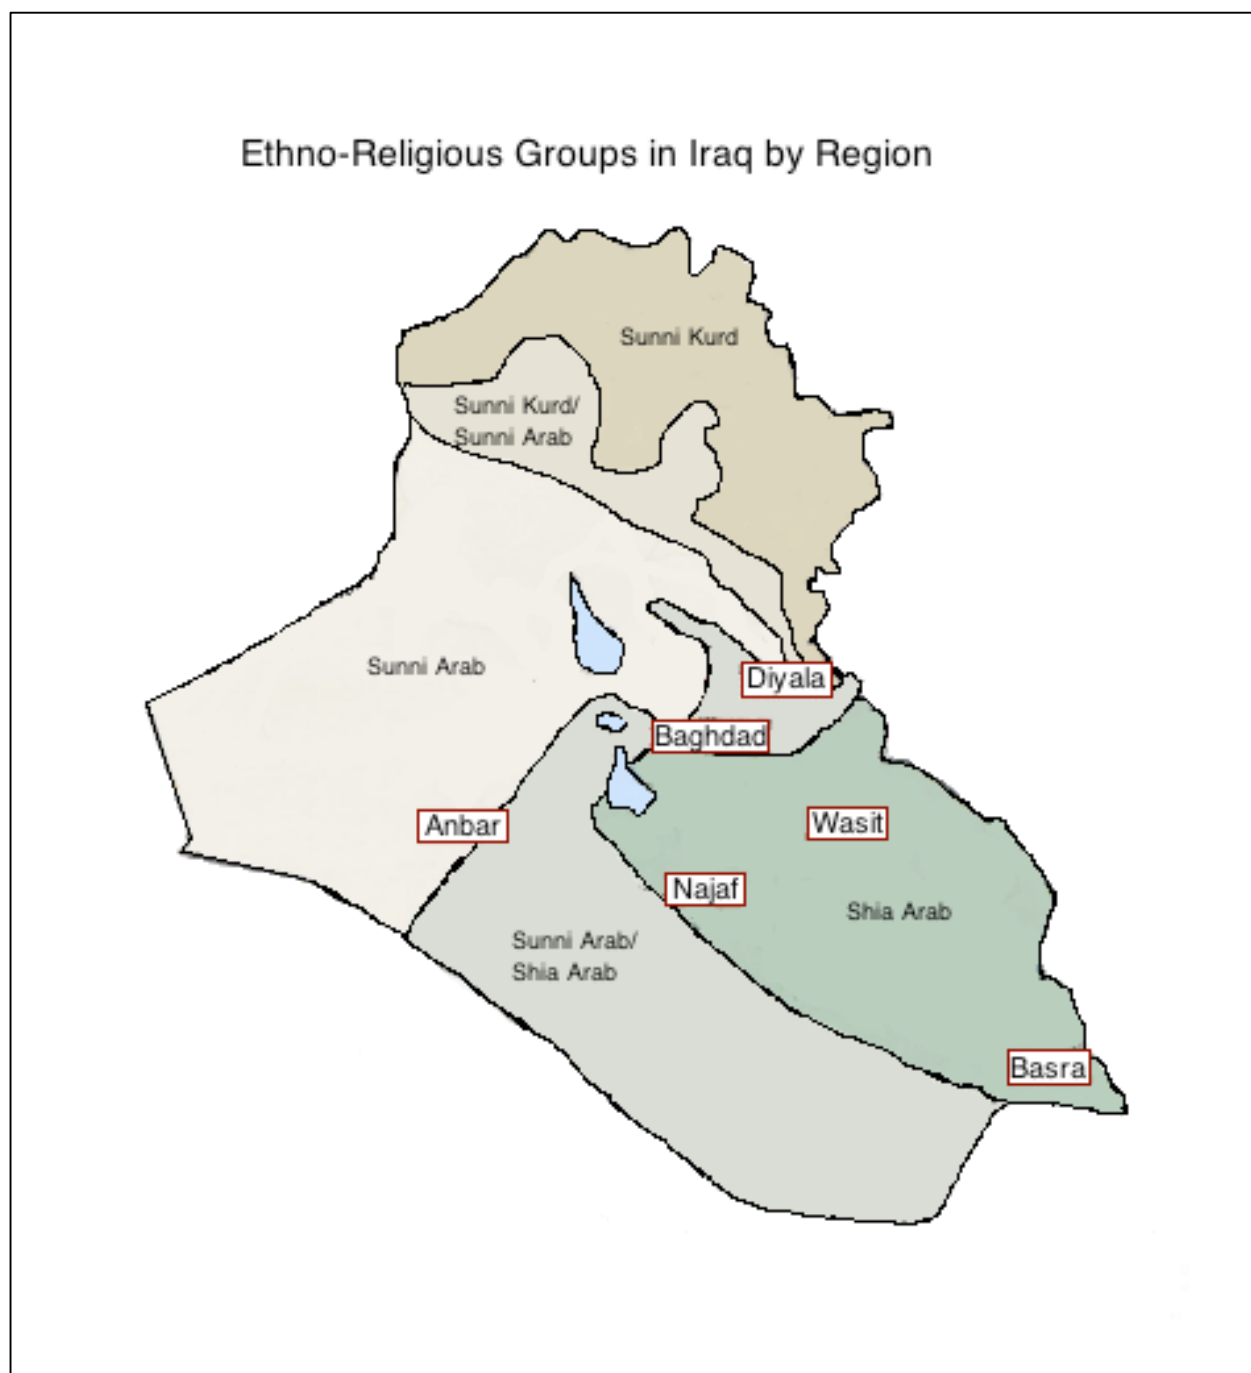 Ethno-Religious Groups in Iraq by Region
Sunni Kurd
Sunni Kurd/
Sunni Arab
Sunni Arab
Diyala
Baghdad
Anbar
Wasit
Najaf
Shia Arab
Sunni Arab/
Shia Arab
Basra